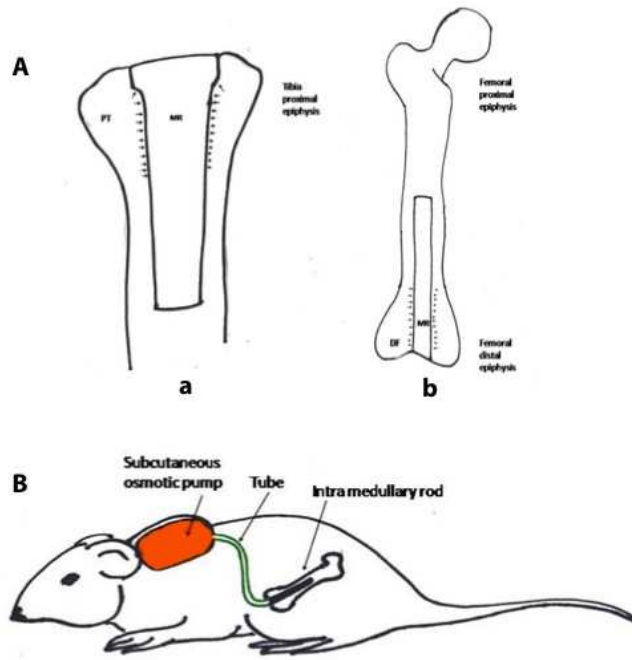 A
PT
MR
Tibia
proximal
epiphysis
a
Femoral
proximal
epiphysis
MR
DF
Femoral
distal
epiphysis
b
B
Subcutaneous
osmotic pump
Tube
Intra medullary rod